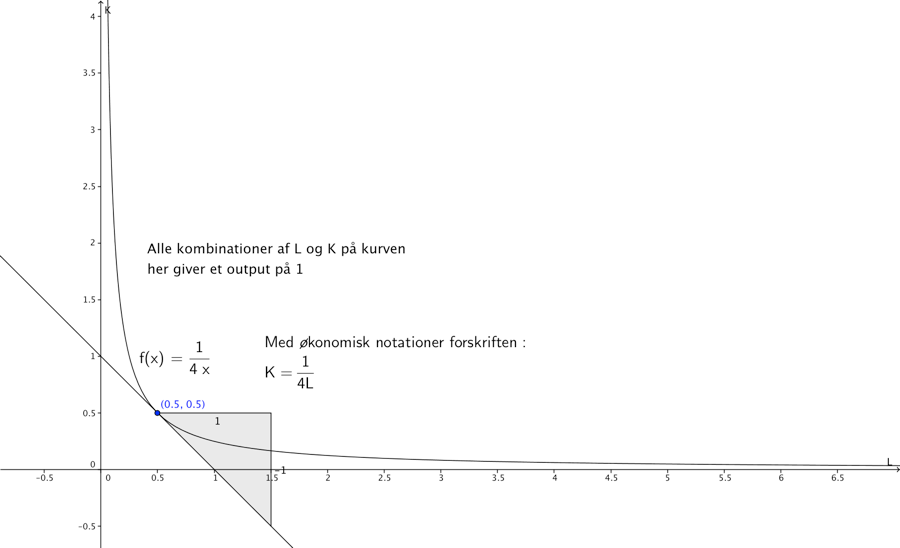 K
4
3.5
3
2.5
2
Alle kombinationer af L og K på kurven
her giver et output på 1
1.5
Med økonomisk notationer forskriften :
1
f(x) = 1/(4 x)
K = 1/(4L)
(0.5, 0.5)
0.5
1
0
−1
L
−0.5 0 0.5 1 1.5 2 2.5 3 3.5 4 4.5 5 5.5 6 6.5
−0.5